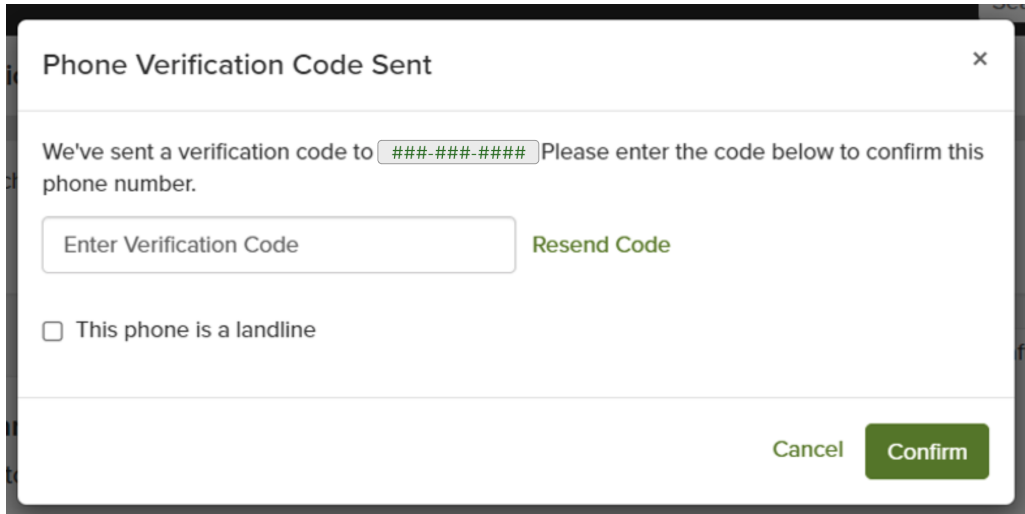 Phone Verification Code Sent ×
We've sent a verification code to ###-###-#### Please enter the code below to confirm this
phone number.
Enter Verification Code Resend Code
This phone is a landline
Cancel Confirm